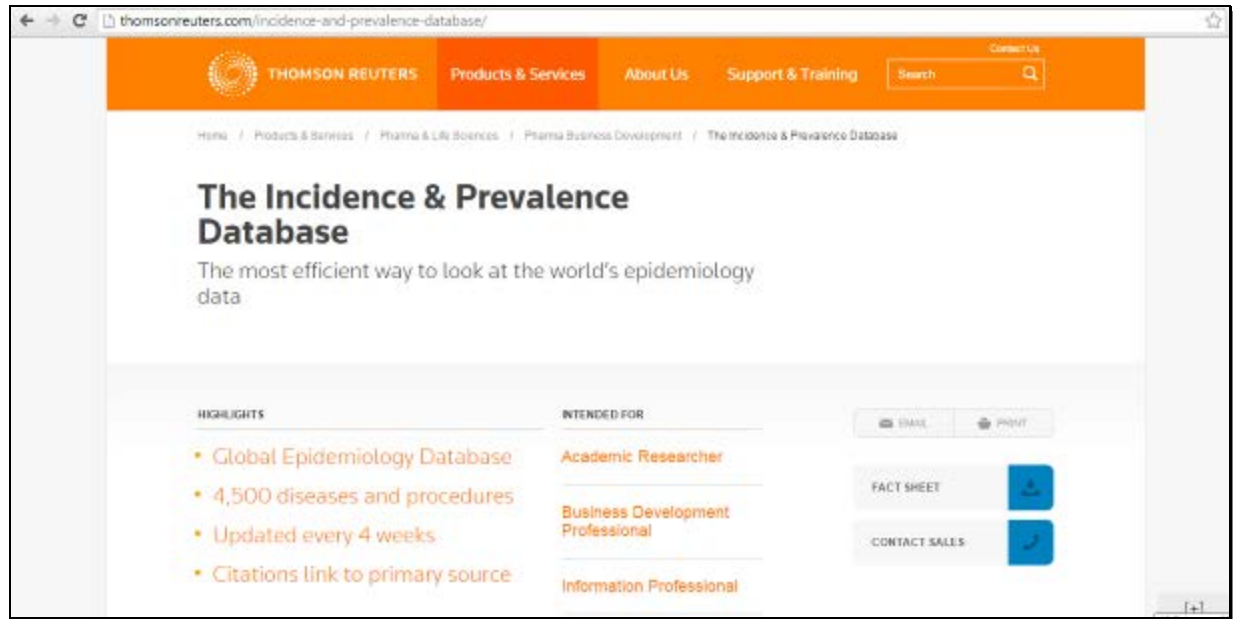 thomsonreuters.com/incidence-and-prevalence-database/
Contact Us
THOMSON REUTERS Products & Services About Us Support & Training Search
Home / Products & Services / Pharma & Life Sciences / Pharma Business Development / The Incidence & Prevalence Database
The Incidence & Prevalence
Database
The most efficient way to look at the world's epidemiology
data
HIGHLIGHTS
• Global Epidemiology Database
• 4,500 diseases and procedures
• Updated every 4 weeks
• Citations link to primary source
INTENDED FOR
Academic Researcher
Business Development
Professional
Information Professional
EMAIL PRINT
FACT SHEET
CONTACT SALES
[+]